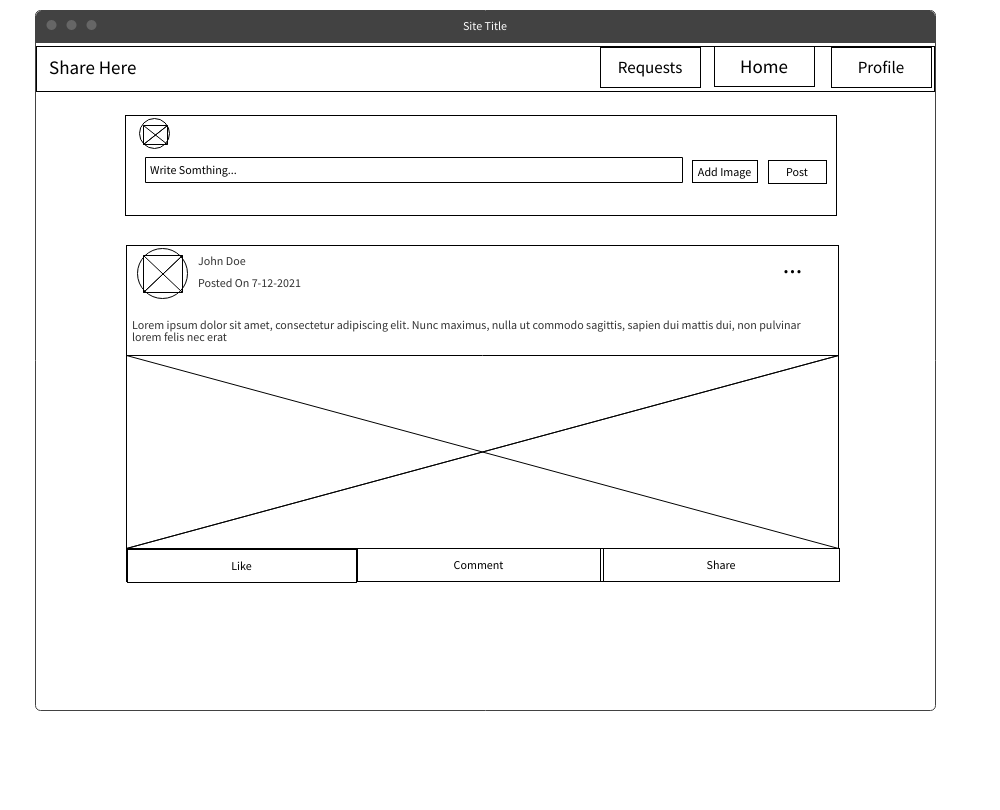 Site Title
Share Here
Requests
Home
Profile
Write Somthing...
Add Image
Post
John Doe
Posted On 7-12-2021
...
Lorem ipsum dolor sit amet, consectetur adipiscing elit. Nunc maximus, nulla ut commodo sagittis, sapien dui mattis dui, non pulvinar
lorem felis nec erat
Like
Comment
Share